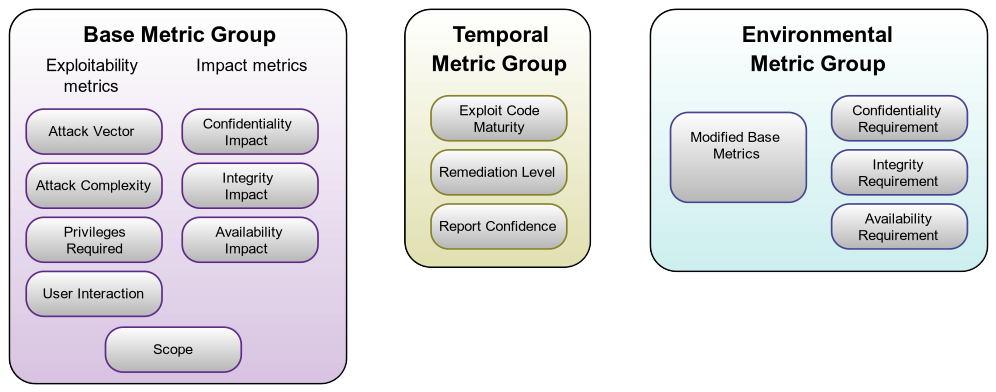 Base Metric Group
Exploitability
metrics
Impact metrics
Attack Vector
Attack Complexity
Privileges
Required
User Interaction
Confidentiality
Impact
Integrity
Impact
Availability
Impact
Scope
Temporal
Metric Group
Exploit Code
Maturity
Remediation Level
Report Confidence
Environmental
Metric Group
Modified Base
Metrics
Confidentiality
Requirement
Integrity
Requirement
Availability
Requirement